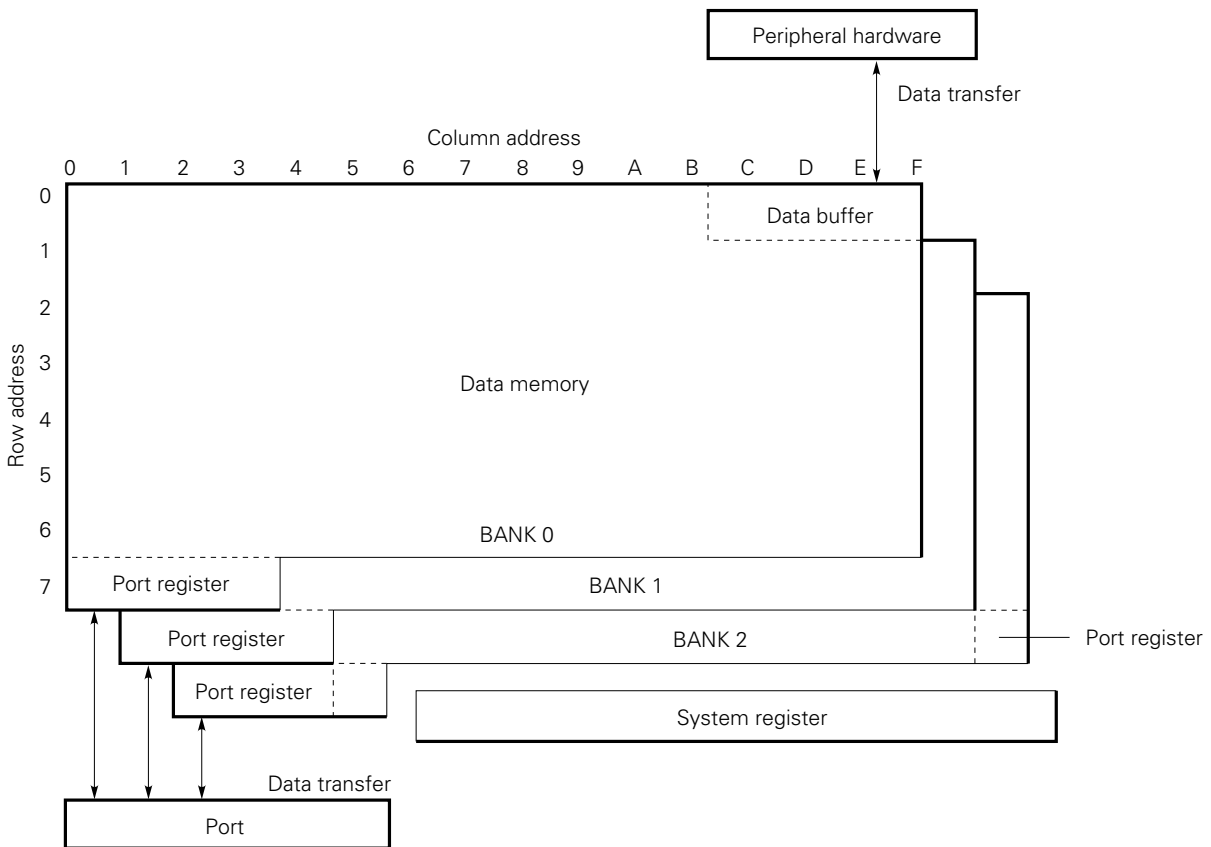 Peripheral hardware
Data transfer
Column address
0 1 2 3 4 5 6 7 8 9 A B C D E F
0
Data buffer
1
2
3
Row address
Data memory
4
5
6
BANK 0
7
Port register
BANK 1
Port register
BANK 2
Port register
Port register
System register
Data transfer
Port